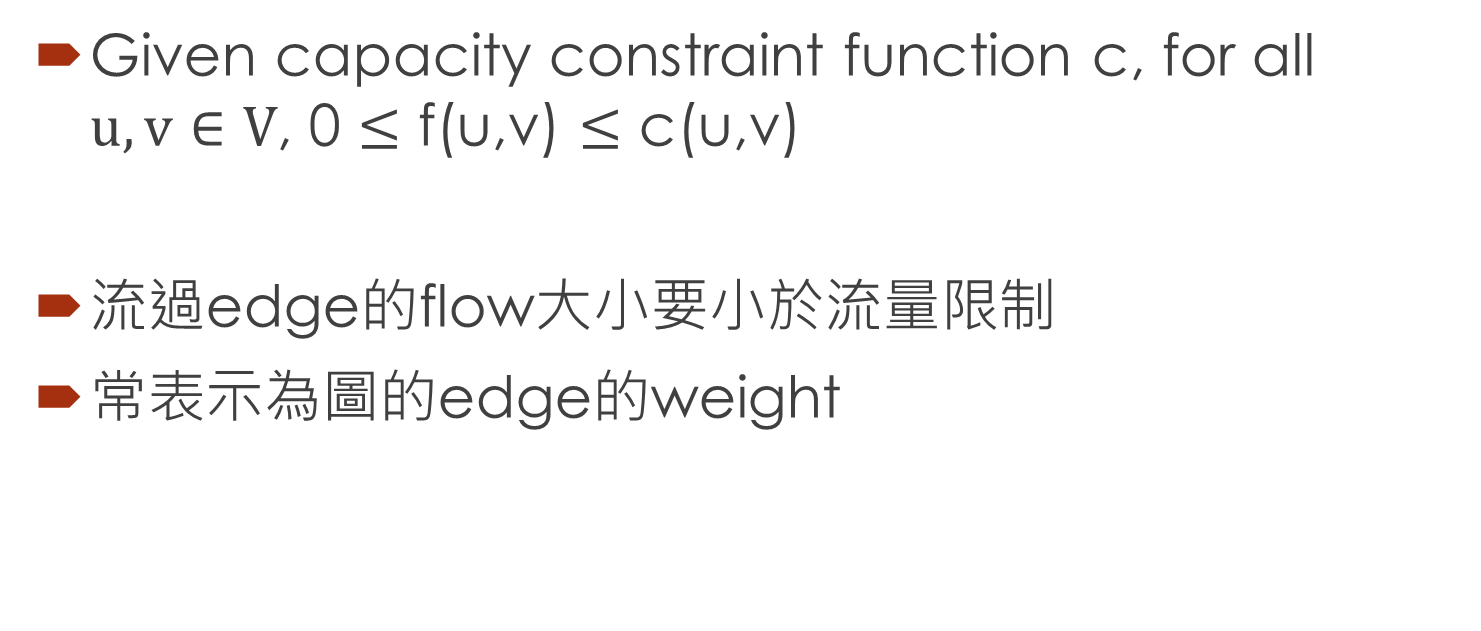 Given capacity constraint function c, for all
u, v ∈ V, 0 ≤ f(u,v) ≤ c(u,v)
流過edge的flow大小要小於流量限制
常表示為圖的edge的weight